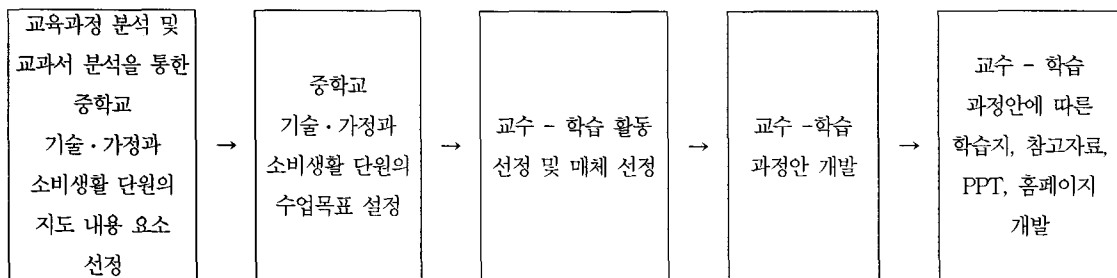 교육과정 분석 및
교과서 분석을 통한
중학교
기술·가정과
소비생활 단원의
지도 내용 요소
선정
→
중학교
기술·가정과
소비생활 단원의
수업목표 설정
→
교수 - 학습 활동
선정 및 매체 선정
→
교수 -학습
과정안 개발
→
교수 - 학습
과정안에 따른
학습지, 참고자료,
PPT, 홈페이지
개발